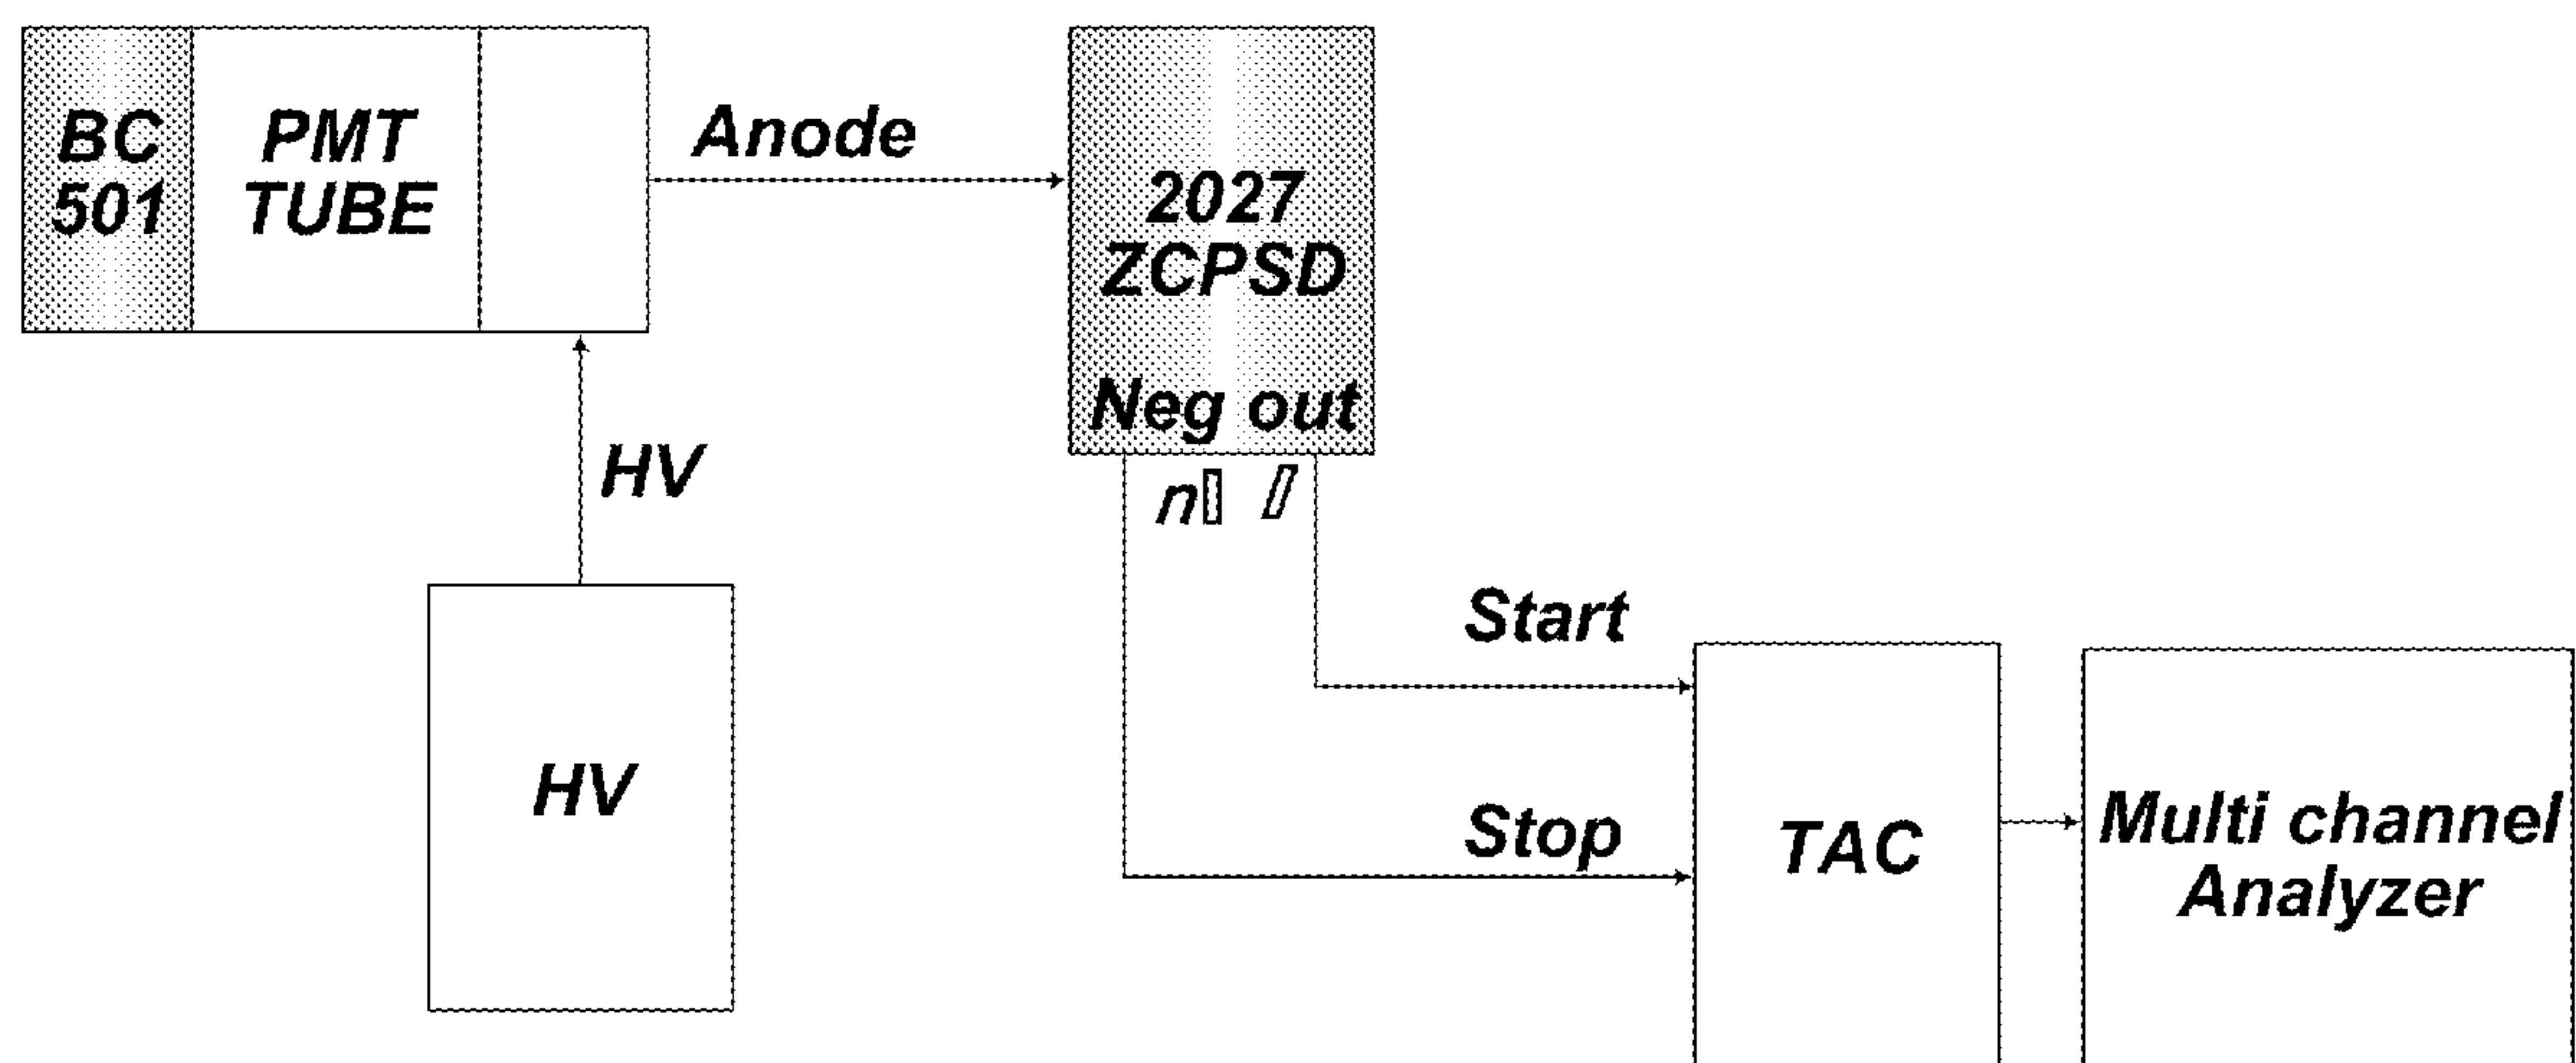 BC
501
PMT
TUBE
Anode
2027
ZCPSD
Neg out
n
HV
Start
HV
Stop
TAC
Multi channel
Analyzer